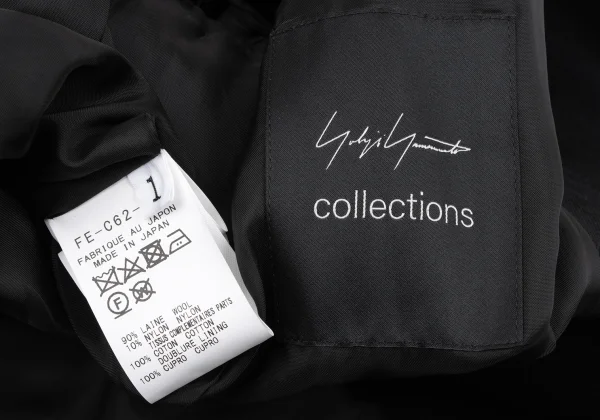 Yohji Yamamoto
collections
FE-C62- 1
FABRIQUE AU JAPON
MADE IN JAPAN
F
90% LAINE WOOL
10% NYLON NYLON
TISSUS COMPLEMENTAIRES PARTS
100% COTON COTTON
DOUBLURE LINING
100% CUPRO CUPRO